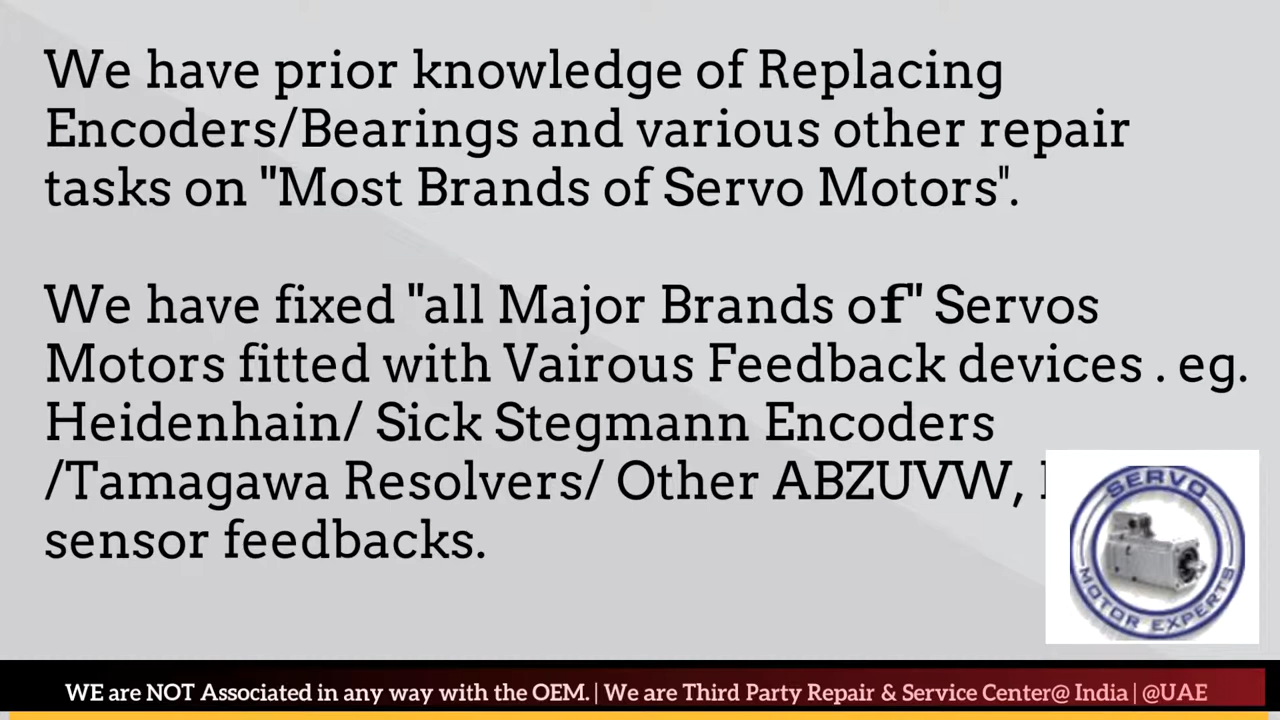 We have prior knowledge of Replacing
Encoders/Bearings and various other repair
tasks on "Most Brands of Servo Motors".
We have fixed "all Major Brands of" Servos
Motors fitted with Vairous Feedback devices . eg.
Heidenhain/ Sick Stegmann Encoders
/Tamagawa Resolvers/ Other ABZUVW,
sensor feedbacks.
SERVO
MOTOR EXPERTS
WE are NOT Associated in any way with the OEM. | We are Third Party Repair & Service Center@ India | @UAE